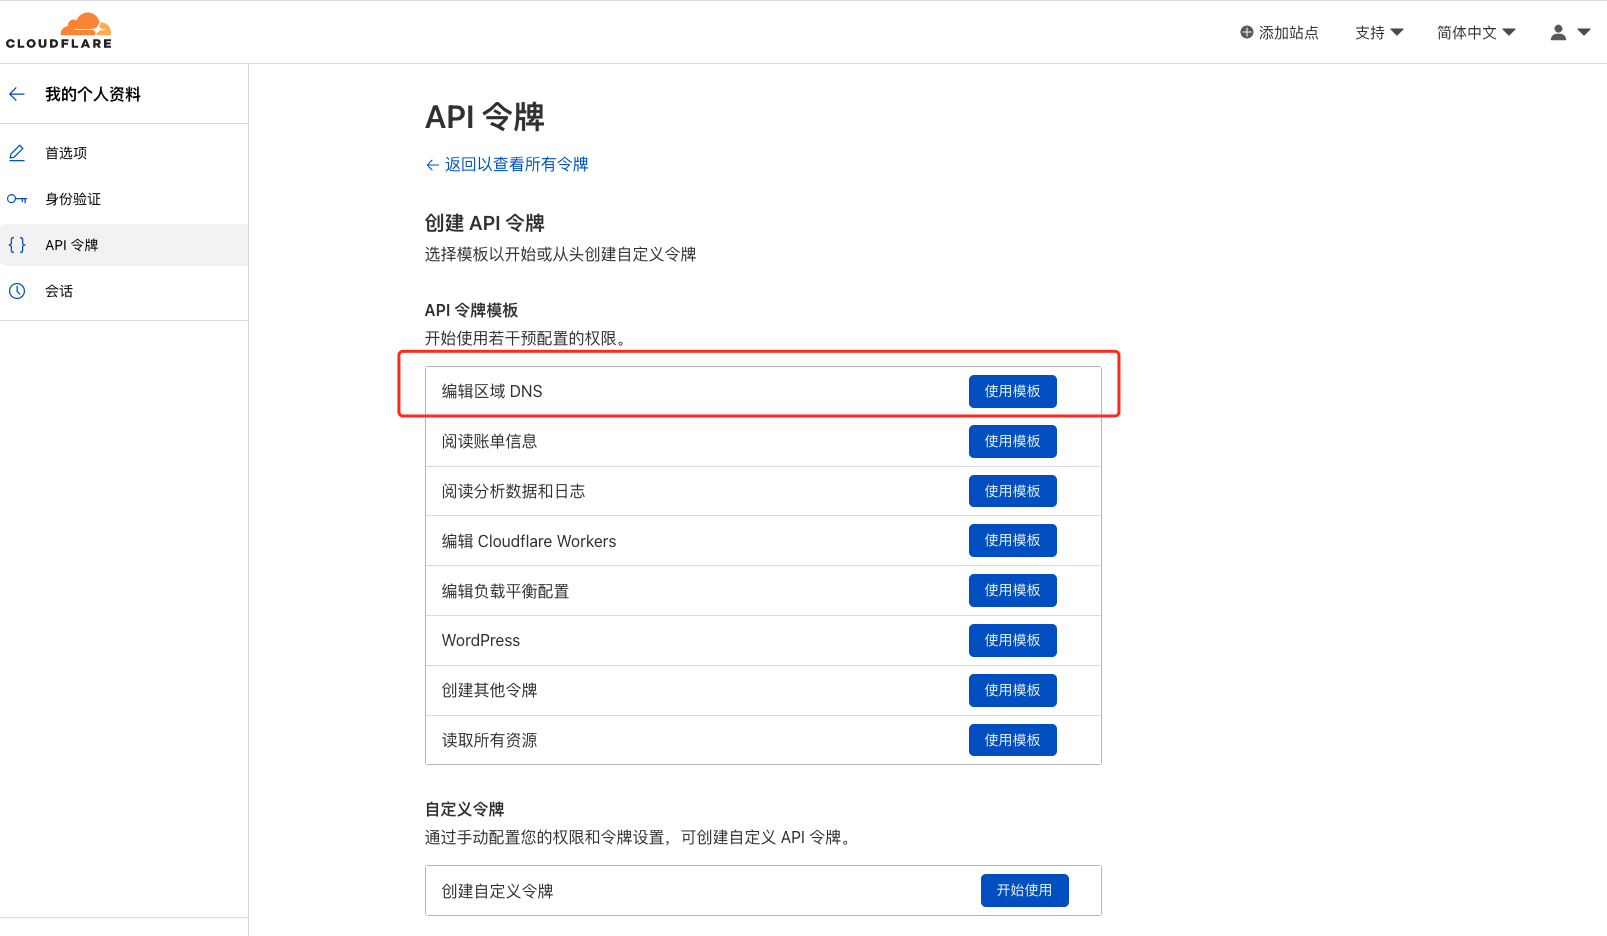 CLOUDFLARE
添加站点
支持
简体中文
我的个人资料
首选项
身份验证
API 令牌
会话
API 令牌
← 返回以查看所有令牌
创建 API 令牌
选择模板以开始或从头创建自定义令牌
API 令牌模板
开始使用若干预配置的权限。
编辑区域 DNS 使用模板
阅读账单信息 使用模板
阅读分析数据和日志 使用模板
编辑 Cloudflare Workers 使用模板
编辑负载平衡配置 使用模板
WordPress 使用模板
创建其他令牌 使用模板
读取所有资源 使用模板
自定义令牌
通过手动配置您的权限和令牌设置，可创建自定义 API 令牌。
创建自定义令牌 开始使用